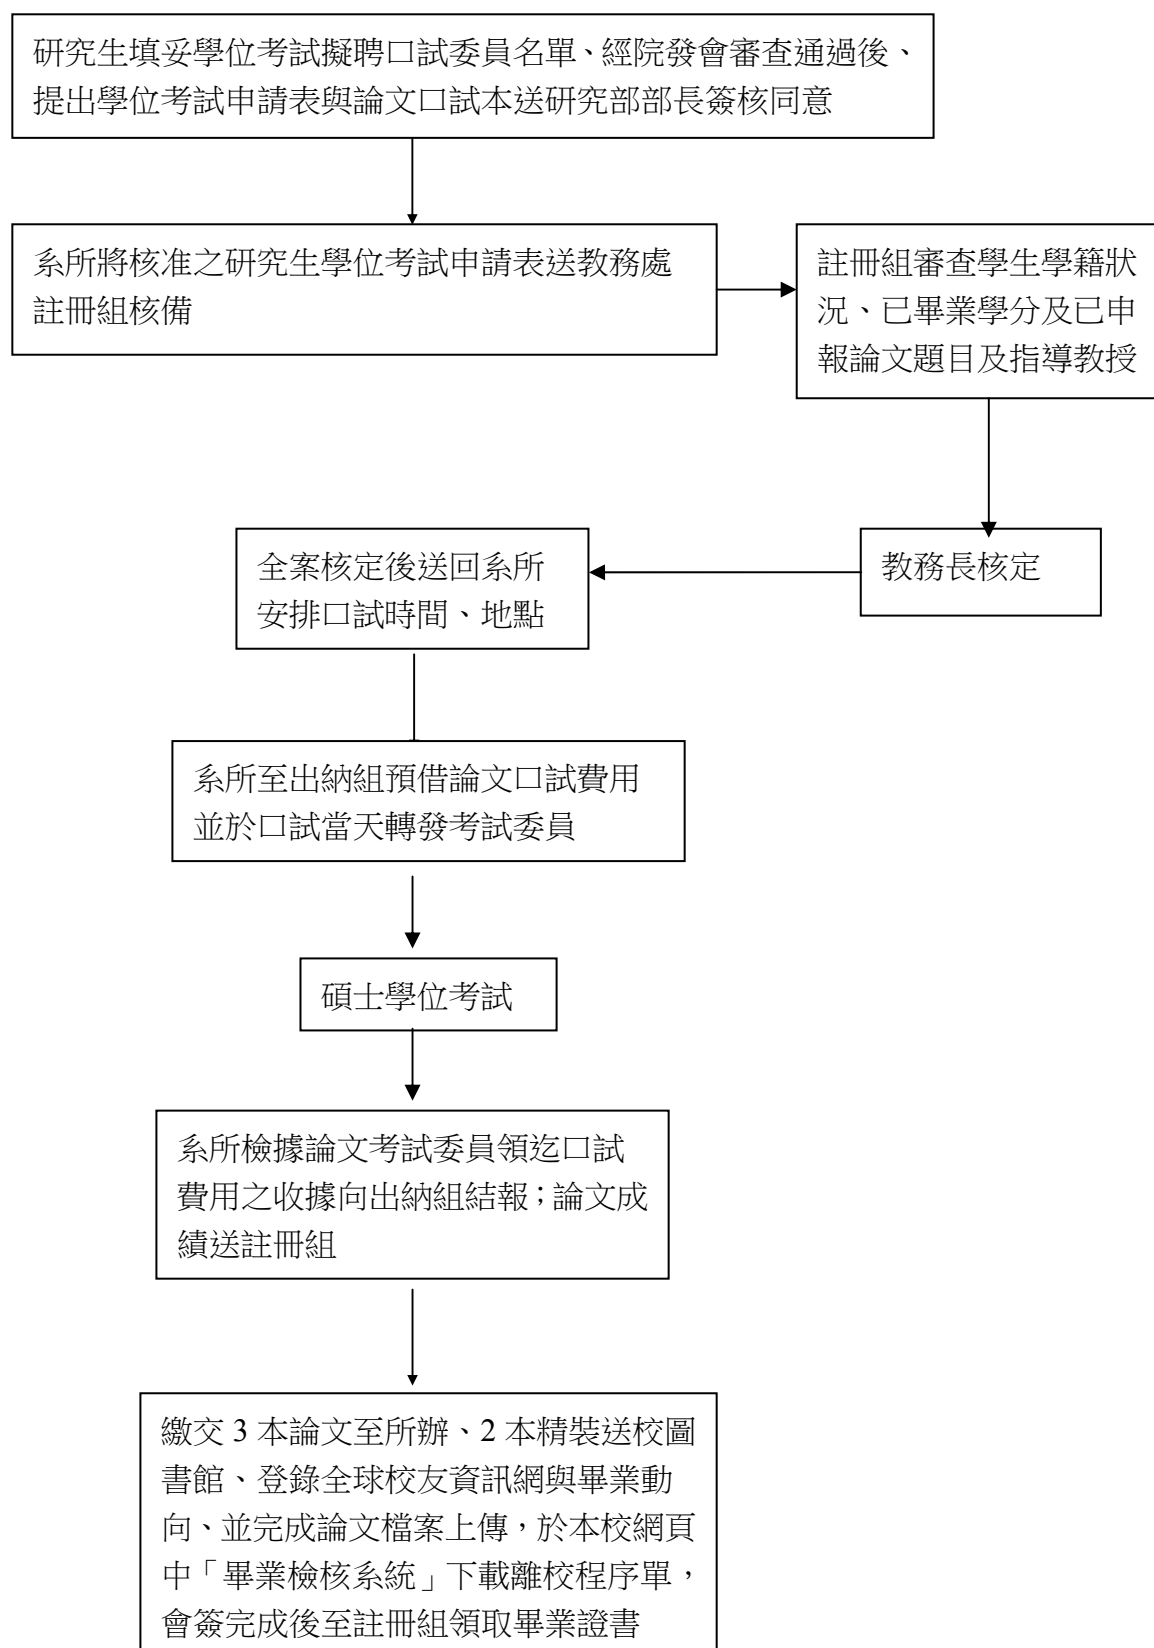 研究生填妥學位考試擬聘口試委員名單、經院發會審查通過後、
提出學位考試申請表與論文口試本送研究部部長簽核同意
系所將核准之研究生學位考試申請表送教務處
註冊組核備
註冊組審查學生學籍狀
況、已畢業學分及已申
報論文題目及指導教授
教務長核定
全案核定後送回系所
安排口試時間、地點
系所至出納組預借論文口試費用
並於口試當天轉發考試委員
碩士學位考試
系所檢據論文考試委員領迄口試
費用之收據向出納組結報；論文成
績送註冊組
繳交 3 本論文至所辦、2 本精裝送校圖
書館、登錄全球校友資訊網與畢業動
向、並完成論文檔案上傳，於本校網頁
中「畢業檢核系統」下載離校程序單，
會簽完成後至註冊組領取畢業證書